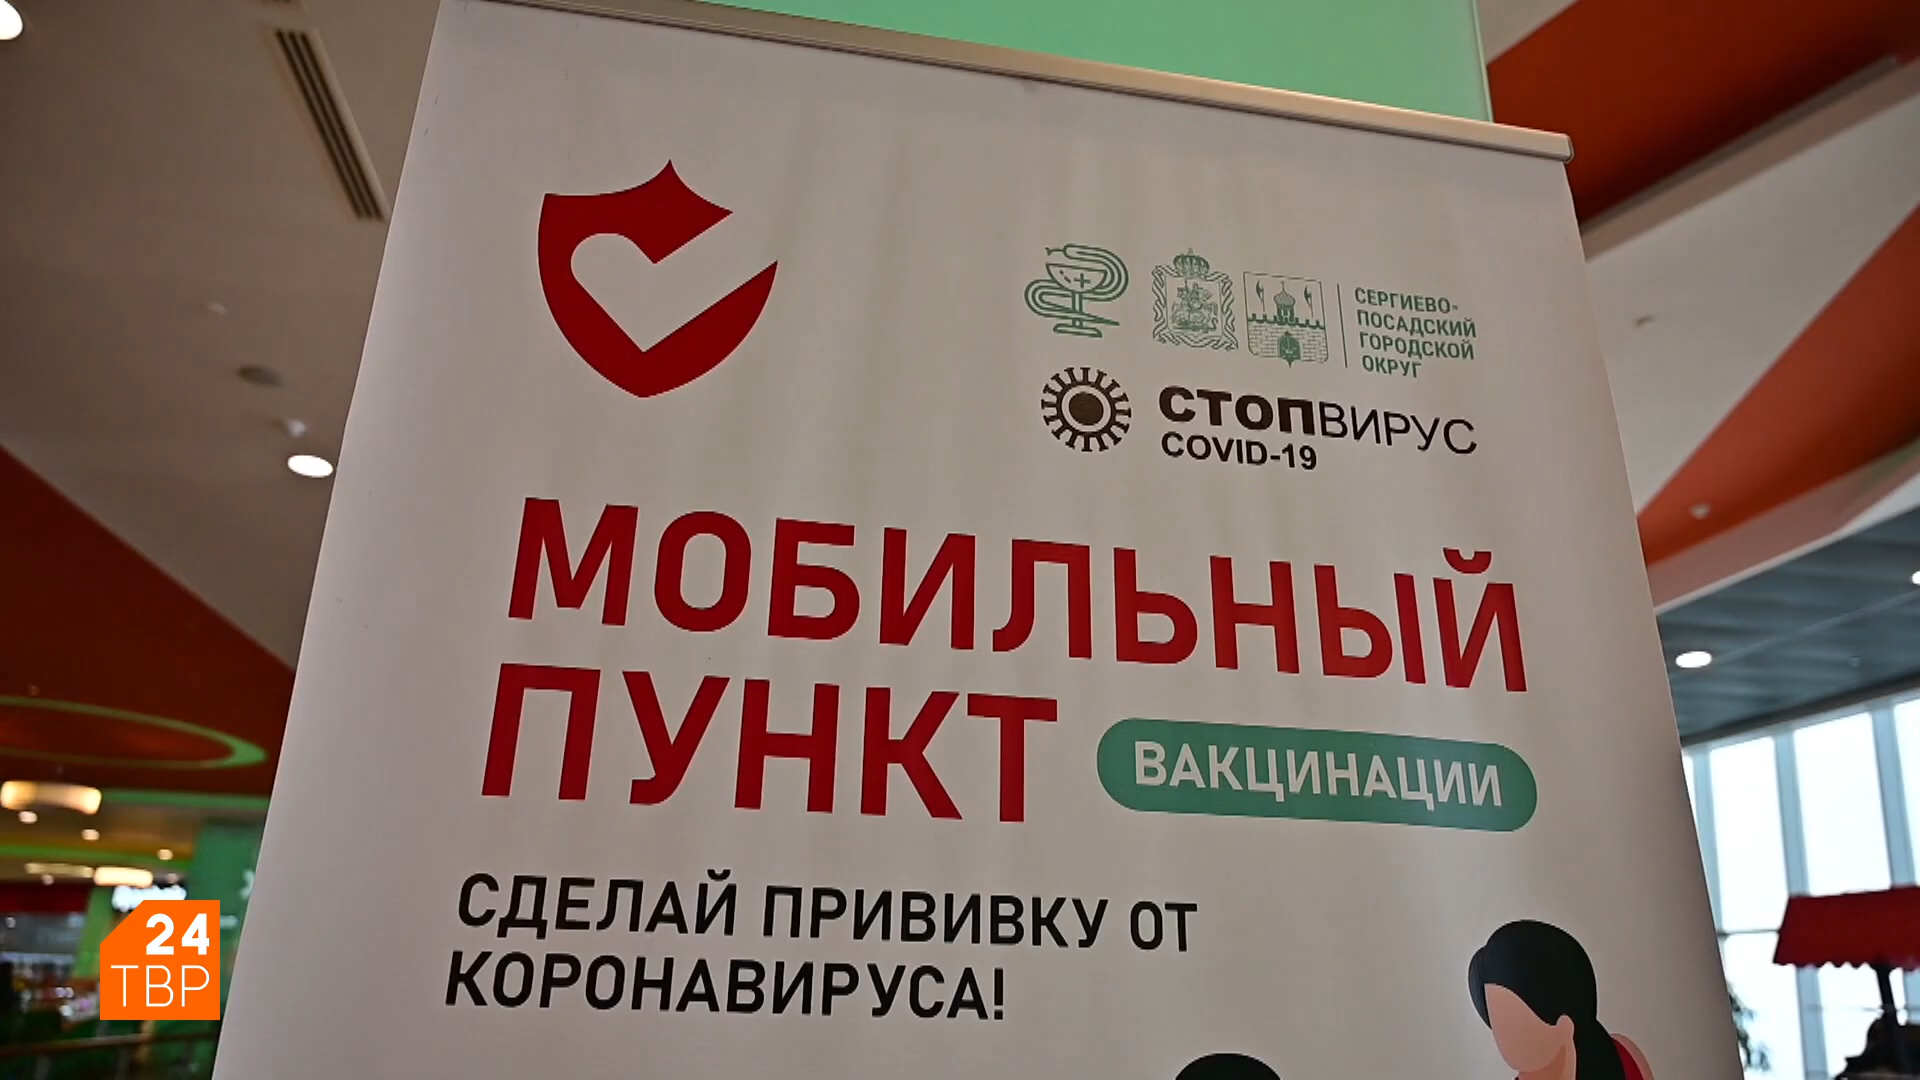 СЕРГИЕВО-
ПОСАДСКИЙ
ГОРОДСКОЙ
ОКРУГ
СТОПВИРУС
COVID-19
МОБИЛЬНЫЙ
ПУНКТ ВАКЦИНАЦИИ
СДЕЛАЙ ПРИВИВКУ ОТ
КОРОНАВИРУСА!
24
ТВР